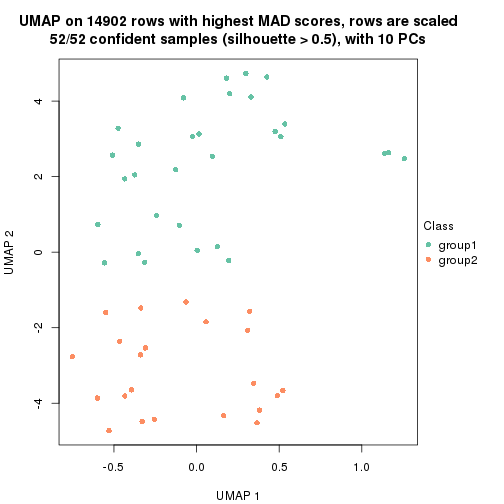 UMAP on 14902 rows with highest MAD scores, rows are scaled
52/52 confident samples (silhouette > 0.5), with 10 PCs
4
2
0
-2
-4
UMAP 2
-0.5
0.0
0.5
1.0
UMAP 1
Class
group1
group2